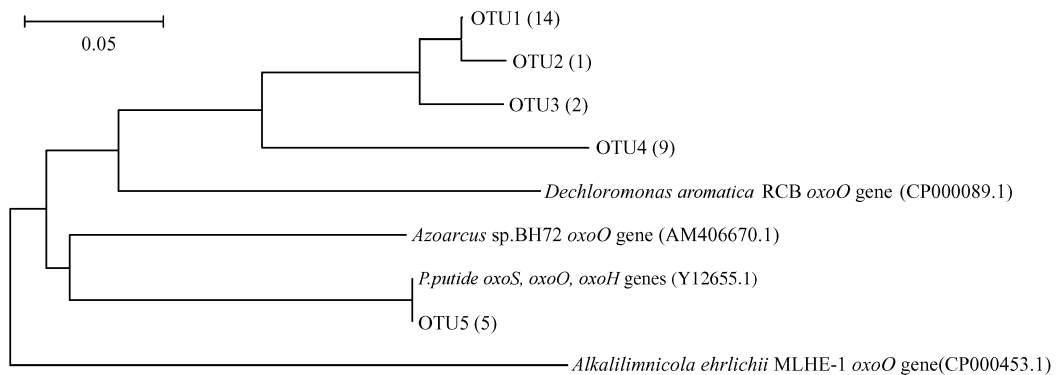 OTU1 (14)
0.05
OTU2 (1)
OTU3 (2)
OTU4 (9)
Dechloromonas aromatica RCB oxoO gene (CP000089.1)
Azoarcus sp.BH72 oxoO gene (AM406670.1)
P.putide oxoS, oxoO, oxoH genes (Y12655.1)
OTU5 (5)
Alkalilimnicola ehrlichii MLHE-1 oxoO gene(CP000453.1)